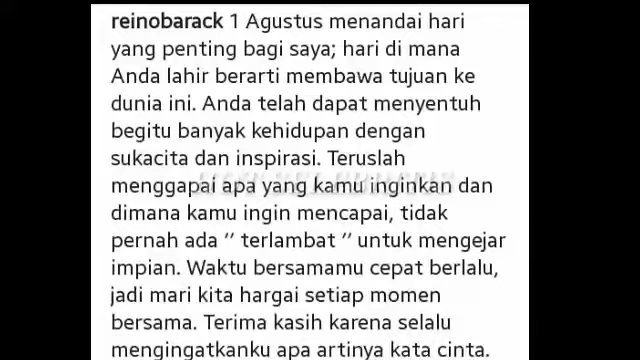 reinobarack 1 Agustus menandai hari
yang penting bagi saya; hari di mana
Anda lahir berarti membawa tujuan ke
dunia ini. Anda telah dapat menyentuh
begitu banyak kehidupan dengan
sukacita dan inspirasi. Teruslah
menggapai apa yang kamu inginkan dan
dimana kamu ingin mencapai, tidak
pernah ada ‘’ terlambat ’’ untuk mengejar
impian. Waktu bersamamu cepat berlalu,
jadi mari kita hargai setiap momen
bersama. Terima kasih karena selalu
mengingatkanku apa artinya kata cinta.